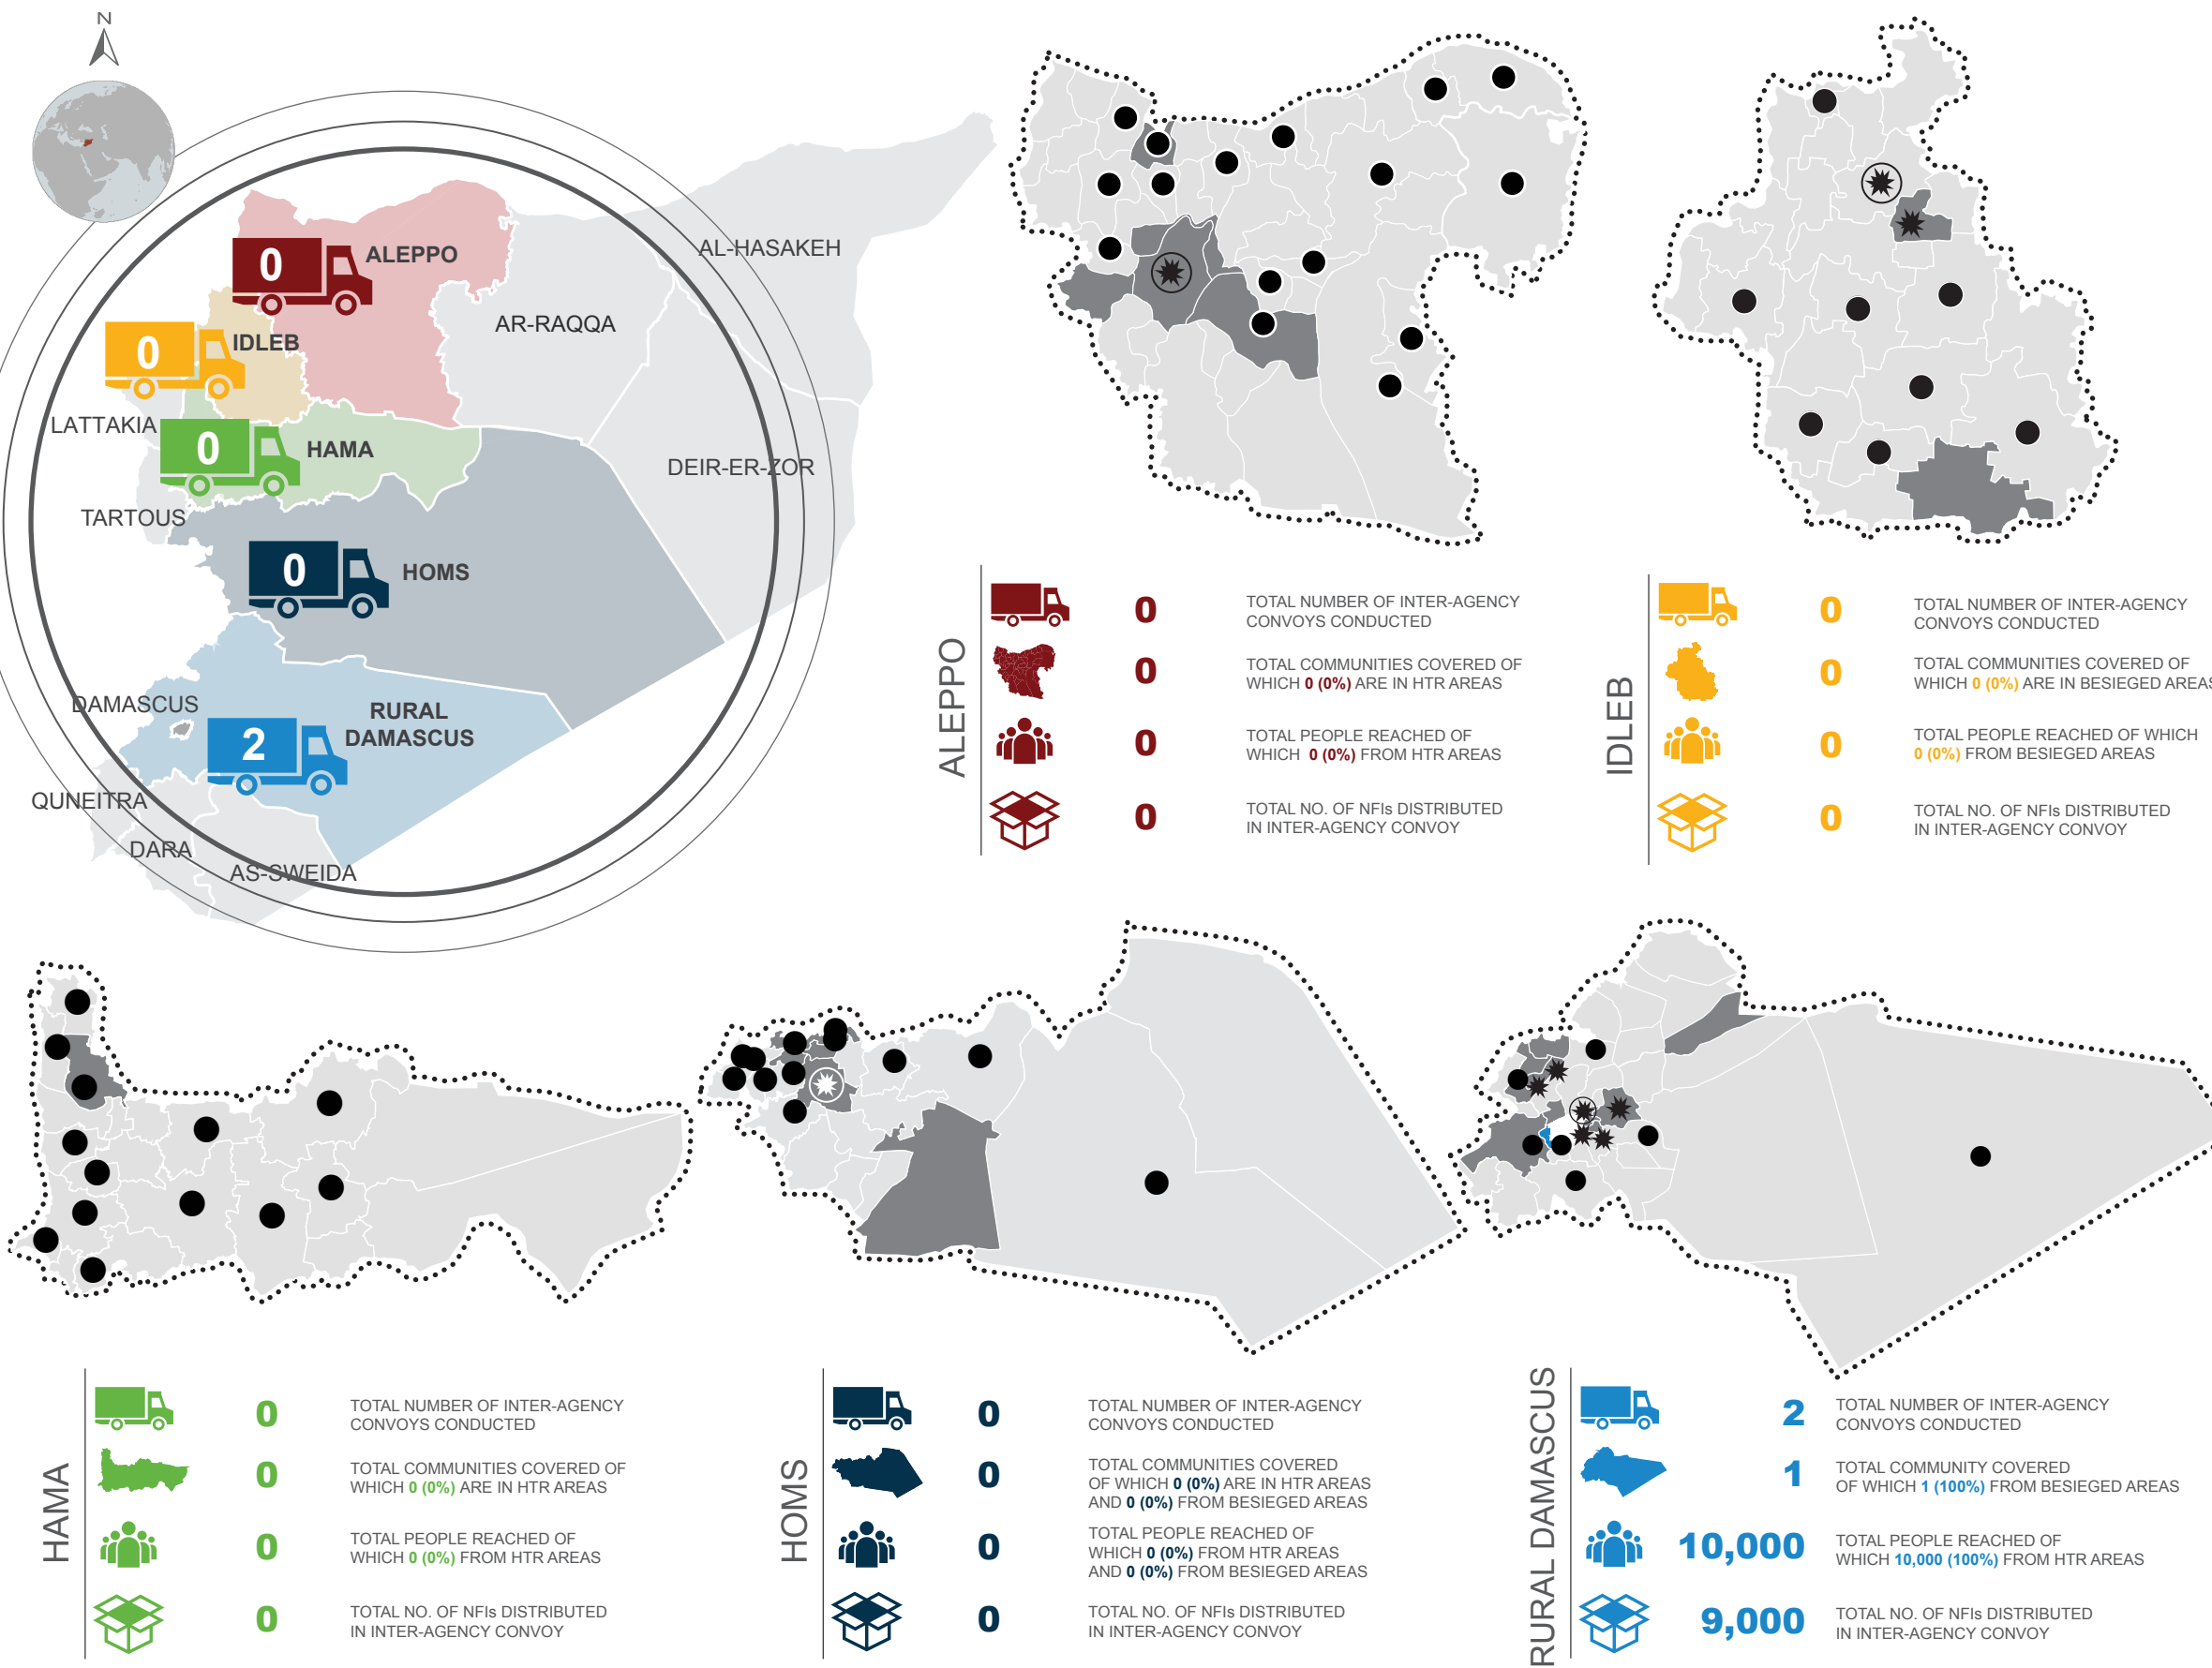 N
0
ALEPPO
AL-HASAKEH
AR-RAQQA
0
IDLEB
LATTAKIA
0
HAMA
DEIR-ER-ZOR
TARTOUS
0
HOMS
DAMASCUS
RURAL
DAMASCUS
2
QUNEITRA
DARA
AS-SWEIDA
ALEPPO
0
TOTAL NUMBER OF INTER-AGENCY
CONVOYS CONDUCTED
0
TOTAL COMMUNITIES COVERED OF
WHICH 0 (0%) ARE IN HTR AREAS
0
TOTAL PEOPLE REACHED OF
WHICH 0 (0%) FROM HTR AREAS
0
TOTAL NO. OF NFIs DISTRIBUTED
IN INTER-AGENCY CONVOY
IDLEB
0
TOTAL NUMBER OF INTER-AGENCY
CONVOYS CONDUCTED
0
TOTAL COMMUNITIES COVERED OF
WHICH 0 (0%) ARE IN BESIEGED AREAS
0
TOTAL PEOPLE REACHED OF WHICH
0 (0%) FROM BESIEGED AREAS
0
TOTAL NO. OF NFIs DISTRIBUTED
IN INTER-AGENCY CONVOY
HAMA
0
TOTAL NUMBER OF INTER-AGENCY
CONVOYS CONDUCTED
0
TOTAL COMMUNITIES COVERED OF
WHICH 0 (0%) ARE IN HTR AREAS
0
TOTAL PEOPLE REACHED OF
WHICH 0 (0%) FROM HTR AREAS
0
TOTAL NO. OF NFIs DISTRIBUTED
IN INTER-AGENCY CONVOY
HOMS
0
TOTAL NUMBER OF INTER-AGENCY
CONVOYS CONDUCTED
0
TOTAL COMMUNITIES COVERED
OF WHICH 0 (0%) ARE IN HTR AREAS
AND 0 (0%) FROM BESIEGED AREAS
0
TOTAL PEOPLE REACHED OF
WHICH 0 (0%) FROM HTR AREAS
AND 0 (0%) FROM BESIEGED AREAS
0
TOTAL NO. OF NFIs DISTRIBUTED
IN INTER-AGENCY CONVOY
RURAL DAMASCUS
2
TOTAL NUMBER OF INTER-AGENCY
CONVOYS CONDUCTED
1
TOTAL COMMUNITY COVERED
OF WHICH 1 (100%) FROM BESIEGED AREAS
10,000
TOTAL PEOPLE REACHED OF
WHICH 10,000 (100%) FROM HTR AREAS
9,000
TOTAL NO. OF NFIs DISTRIBUTED
IN INTER-AGENCY CONVOY